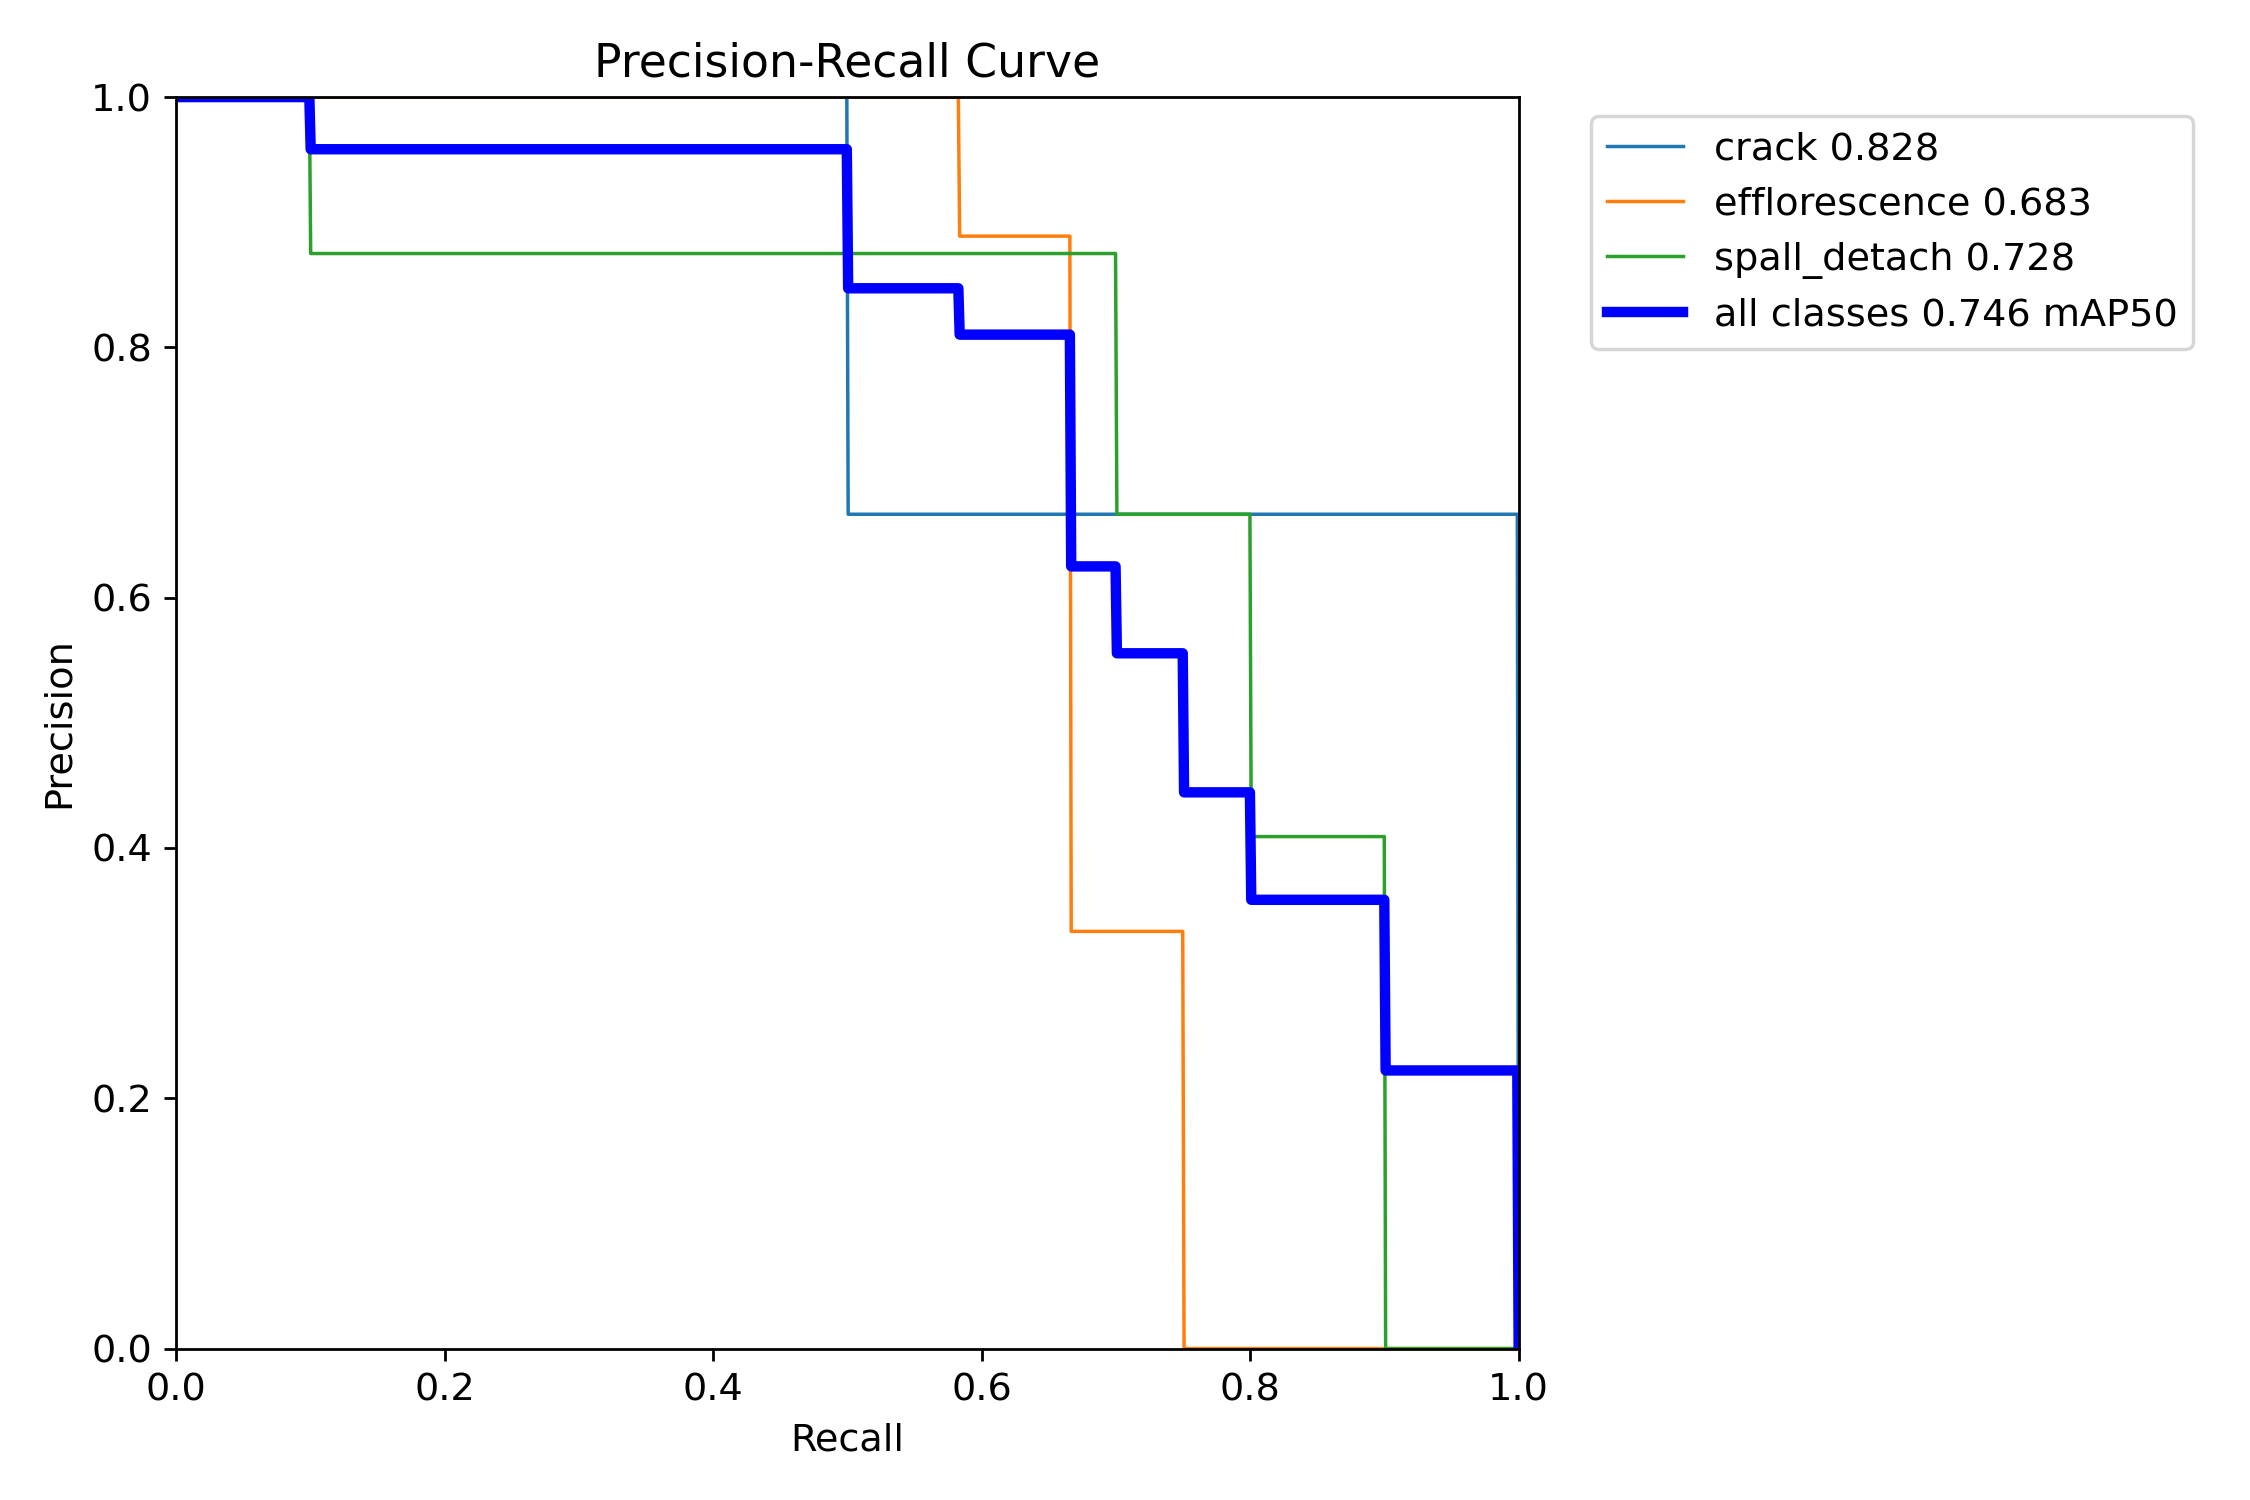 Precision-Recall Curve
1.0
0.8
0.6
0.4
0.2
0.0
Precision
0.0 0.2 0.4 0.6 0.8 1.0
Recall
crack 0.828
efflorescence 0.683
spall_detach 0.728
all classes 0.746 mAP50